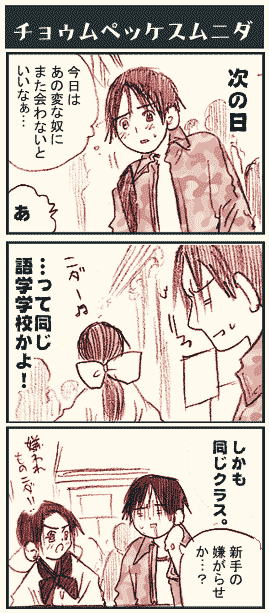 チョゥムペッケスムニダ
次の日
今日は
あの変な奴に
また会わないと
いいなぁ…
あ
ニダー♪
…って同じ
語学学校かよ！
しかも
同じクラス。
新手の
嫌がらせ
か…？
嫌われ
ものニダ!!